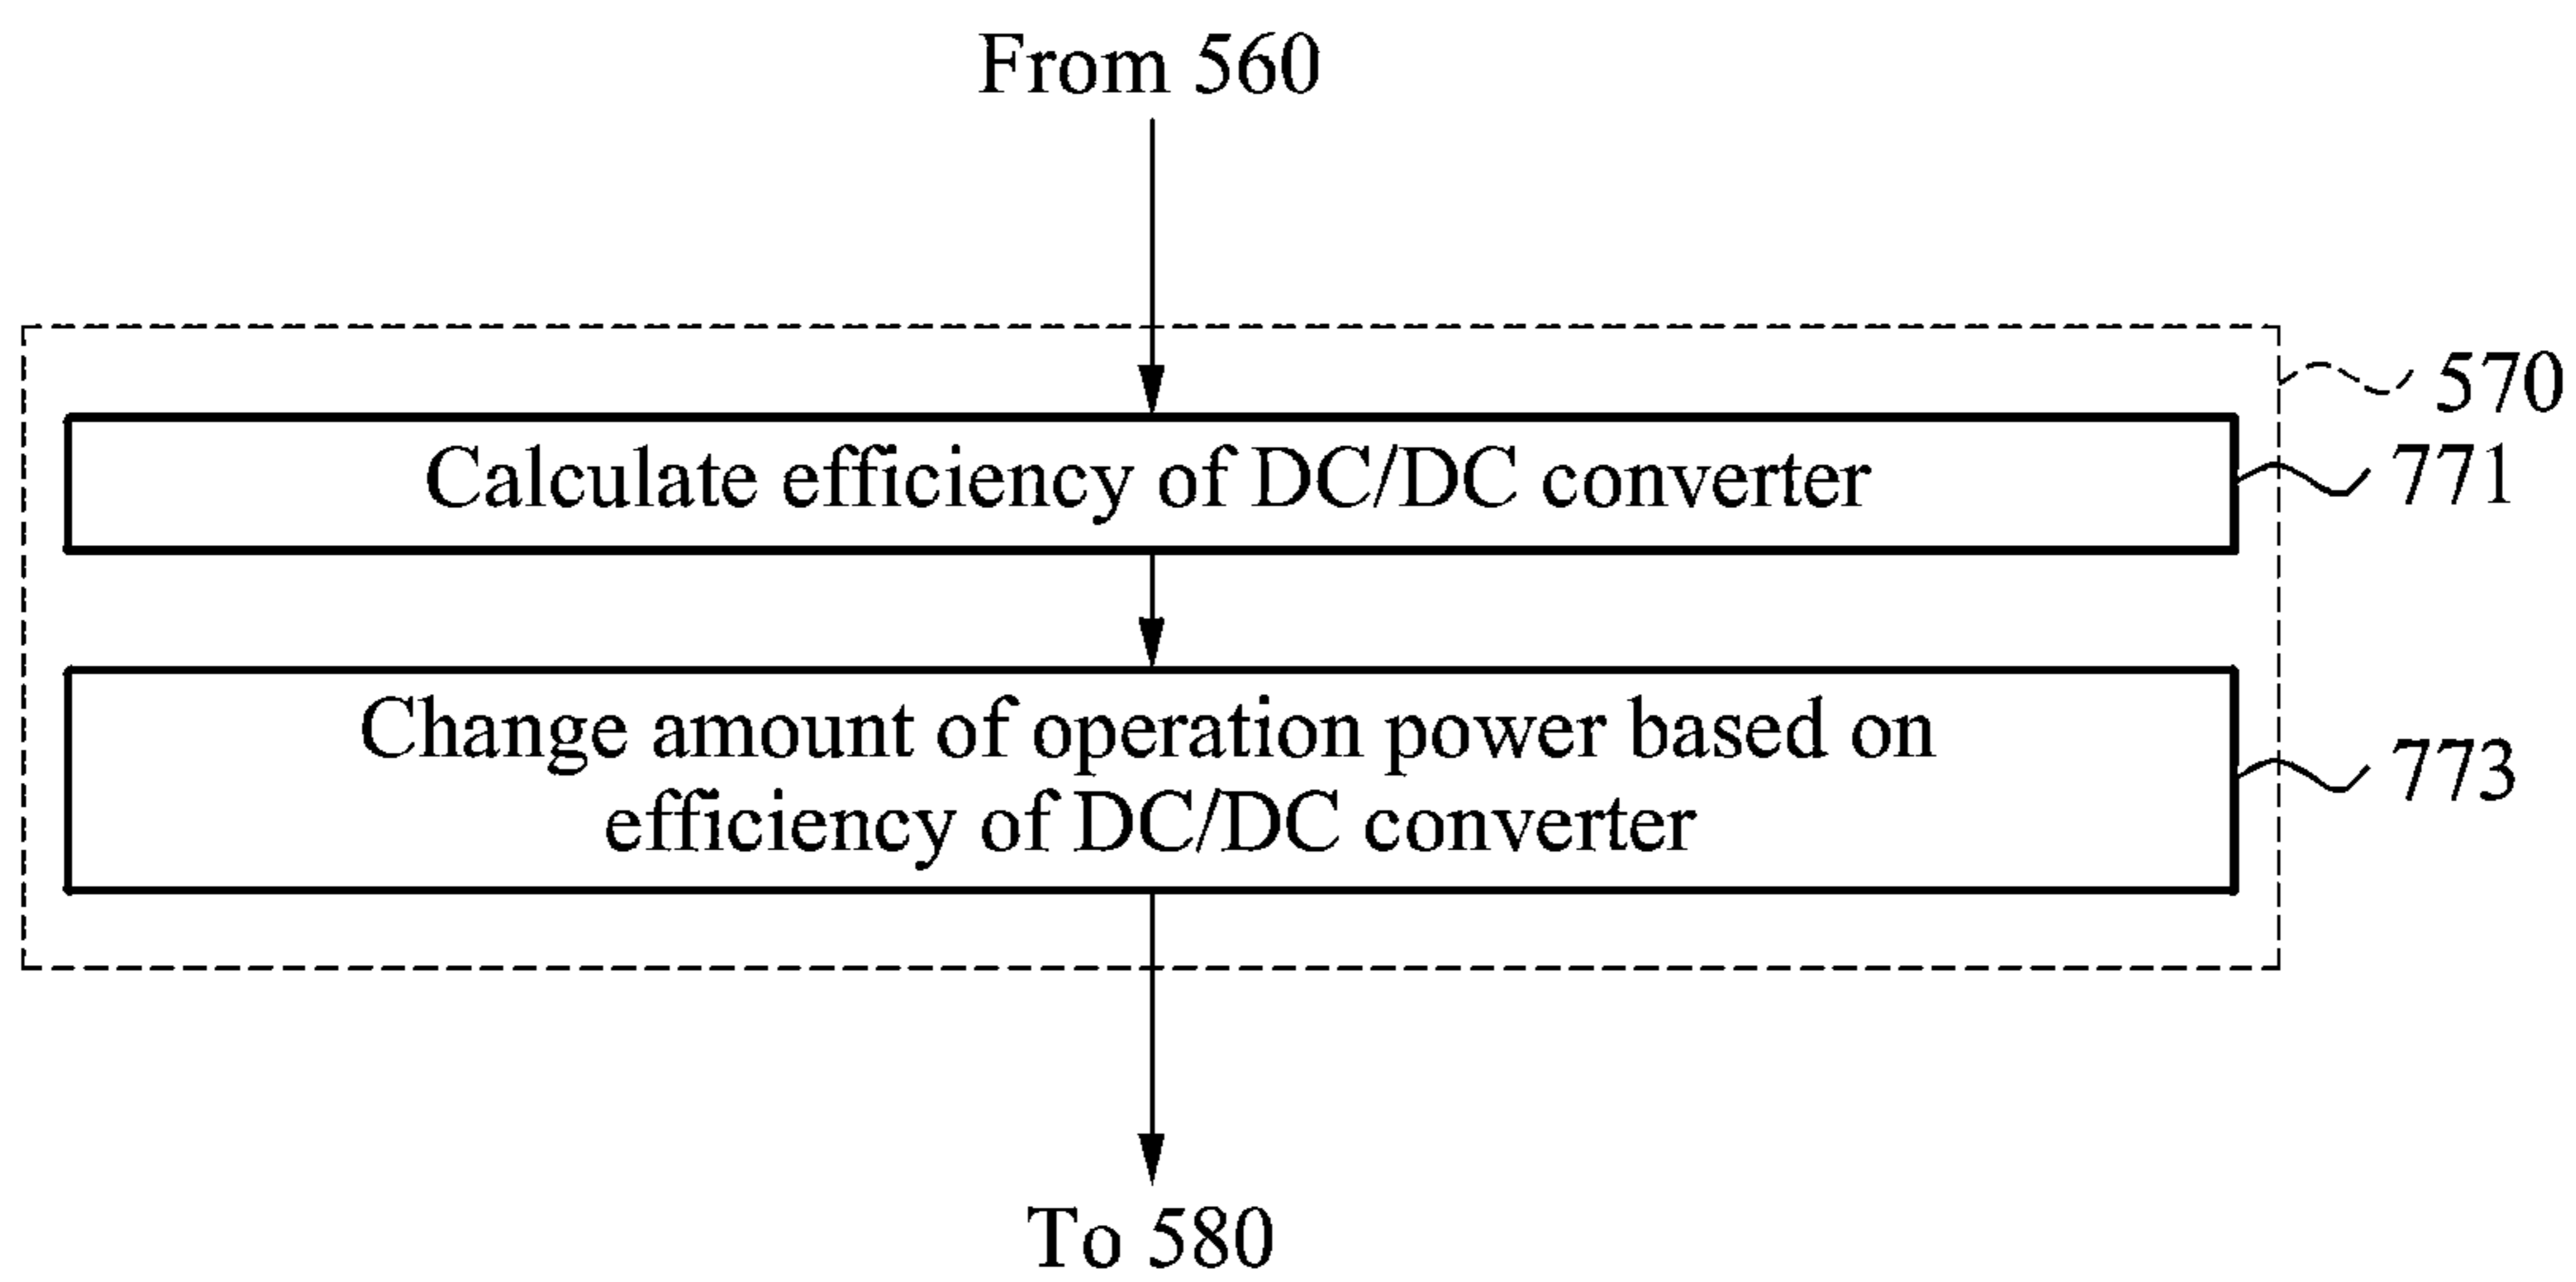 From 560
570
Calculate efficiency of DC/DC converter
771
Change amount of operation power based on
efficiency of DC/DC converter
773
To 580